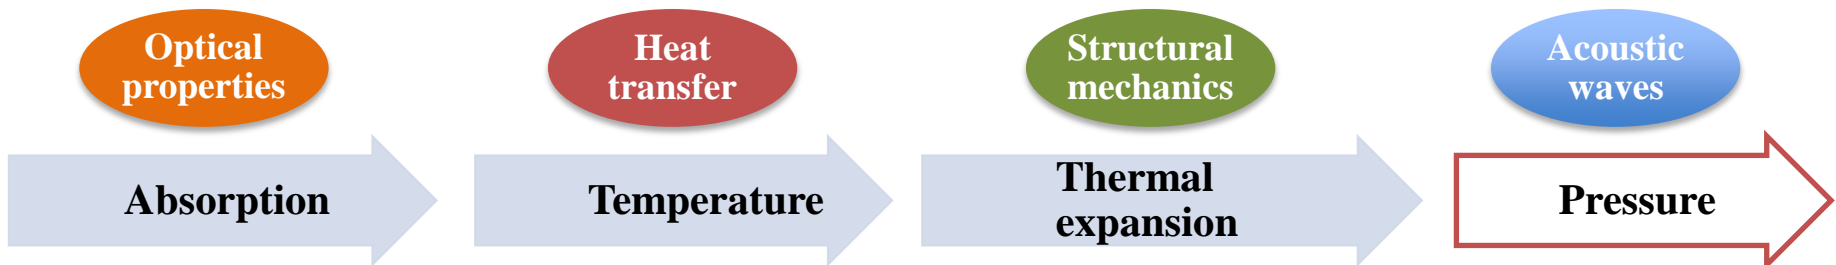 Optical
properties
Heat
transfer
Structural
mechanics
Acoustic
waves
Absorption
Temperature
Thermal
expansion
Pressure